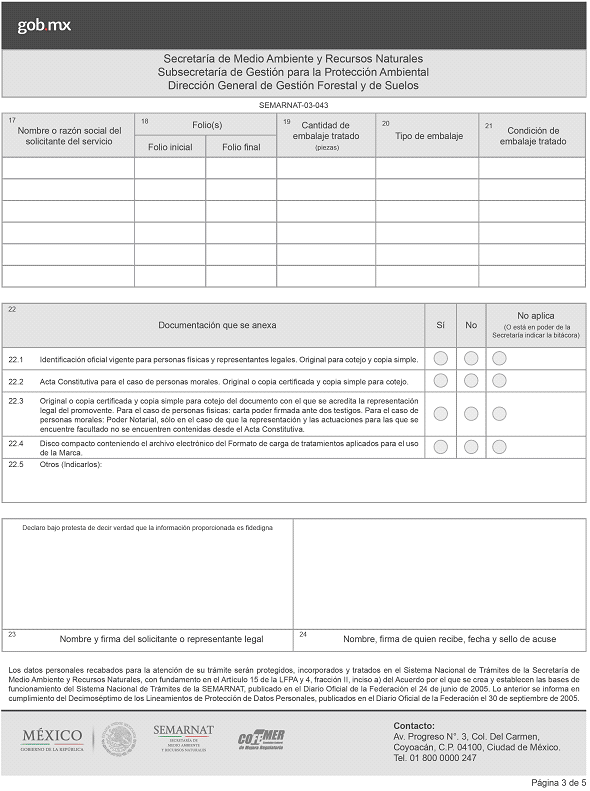 gob.mx
Secretaría de Medio Ambiente y Recursos Naturales
Subsecretaría de Gestión para la Protección Ambiental
Dirección General de Gestión Forestal y de Suelos
SEMARNAT-03-043
17
Nombre o razón social del
solicitante del servicio
18
Folio(s)
Folio inicial
Folio final
19
Cantidad de
embalaje tratado
(piezas)
20
Tipo de embalaje
21
Condición de
embalaje tratado
22
Documentación que se anexa
Sí
No
No aplica
(O está en poder de la
Secretaría indicar la bitácora)
22.1 Identificación oficial vigente para personas físicas y representantes legales. Original para cotejo y copia simple.
22.2 Acta Constitutiva para el caso de personas morales. Original o copia certificada y copia simple para cotejo.
22.3 Original o copia certificada y copia simple para cotejo del documento con el que se acredita la representación
legal del promovente. Para el caso de personas físicas: carta poder firmada ante dos testigos. Para el caso de
personas morales: Poder Notarial, sólo en el caso de que la representación y las actuaciones para las que se
encuentre facultado no se encuentren contenidas desde el Acta Constitutiva.
22.4 Disco compacto conteniendo el archivo electrónico del Formato de carga de tratamientos aplicados para el uso
de la Marca.
22.5 Otros (Indicarlos):
Declaro bajo protesta de decir verdad que la información proporcionada es fidedigna
23
Nombre y firma del solicitante o representante legal
24
Nombre, firma de quien recibe, fecha y sello de acuse
Los datos personales recabados para la atención de su trámite serán protegidos, incorporados y tratados en el Sistema Nacional de Trámites de la Secretaría de
Medio Ambiente y Recursos Naturales, con fundamento en el Artículo 15 de la LFPA y 4, fracción II, inciso a) del Acuerdo por el que se crea y establecen las bases de
funcionamiento del Sistema Nacional de Trámites de la SEMARNAT, publicado en el Diario Oficial de la Federación el 24 de junio de 2005. Lo anterior se informa en
cumplimiento del Decimoséptimo de los Lineamientos de Protección de Datos Personales, publicados en el Diario Oficial de la Federación el 30 de septiembre de 2005.
MÉXICO
GOBIERNO DE LA REPÚBLICA
SEMARNAT
SECRETARÍA DE
MEDIO AMBIENTE
Y RECURSOS NATURALES
COFEMER
de Mejora Regulatoria
Contacto:
Av. Progreso N°. 3, Col. Del Carmen,
Coyoacán, C.P. 04100, Ciudad de México.
Tel. 01 800 0000 247
Página 3 de 5